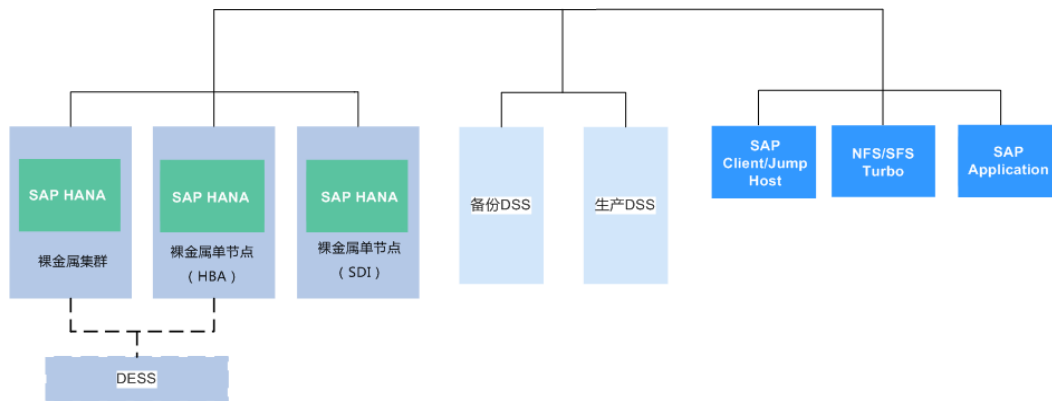 SAP HANA
裸金属集群
SAP HANA
裸金属单节点
（HBA）
SAP HANA
裸金属单节点
（SDI）
备份DSS
生产DSS
SAP
Client/Jump
Host
NFS/SFS
Turbo
SAP
Application
DESS